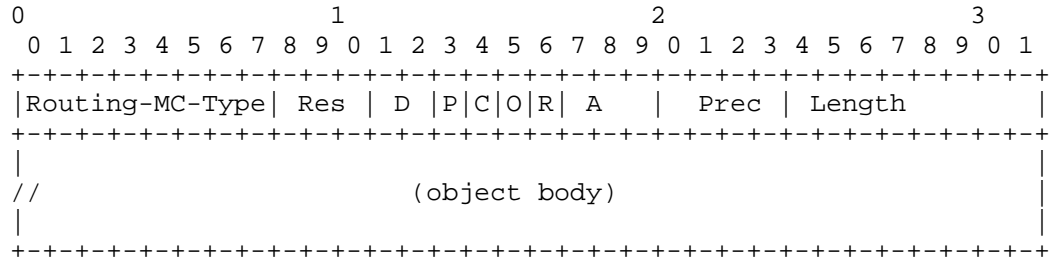 0                   1                   2                   3
 0 1 2 3 4 5 6 7 8 9 0 1 2 3 4 5 6 7 8 9 0 1 2 3 4 5 6 7 8 9 0 1
+-+-+-+-+-+-+-+-+-+-+-+-+-+-+-+-+-+-+-+-+-+-+-+-+-+-+-+-+-+-+-+-+
|Routing-MC-Type| Res | D |P|C|O|R| A   |  Prec | Length        |
+-+-+-+-+-+-+-+-+-+-+-+-+-+-+-+-+-+-+-+-+-+-+-+-+-+-+-+-+-+-+-+-+
|                                                               |
//                       (object body)                          |
|                                                               |
+-+-+-+-+-+-+-+-+-+-+-+-+-+-+-+-+-+-+-+-+-+-+-+-+-+-+-+-+-+-+-+-+